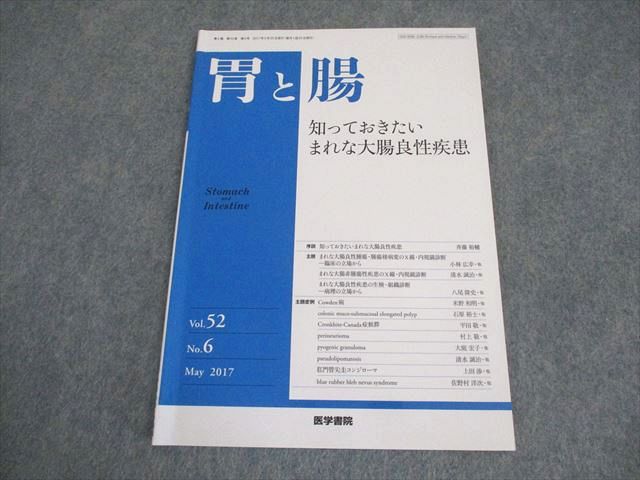 胃と腸
知っておきたい
まれな大腸良性疾患
Stomach
and
Intestine
序説 知っておきたいまれな大腸良性疾患 斉藤 裕輔
主題 まれな大腸良性腫瘍・腫瘍様病変のX線・内視鏡診断
—臨床の立場から 小林 広幸・他
まれな大腸非腫瘍性疾患のX線・内視鏡診断 清水 誠治・他
まれな大腸良性疾患の生検・組織診断
—病理の立場から 八尾 隆史・他
主題症例 Cowden病 米野 和明・他
colonic muco-submucosal elongated polyp 石原 裕士・他
Cronkhite-Canada症候群 平田 敬・他
perineurioma 村上 敬・他
pyogenic granuloma 大庭 宏子・他
pseudolipomatosis 清水 誠治・他
肛門管尖圭コンジローマ 上田 渉・他
blue rubber bleb nevus syndrome 佐野村 洋次・他
Vol. 52
No. 6
May 2017
医学書院